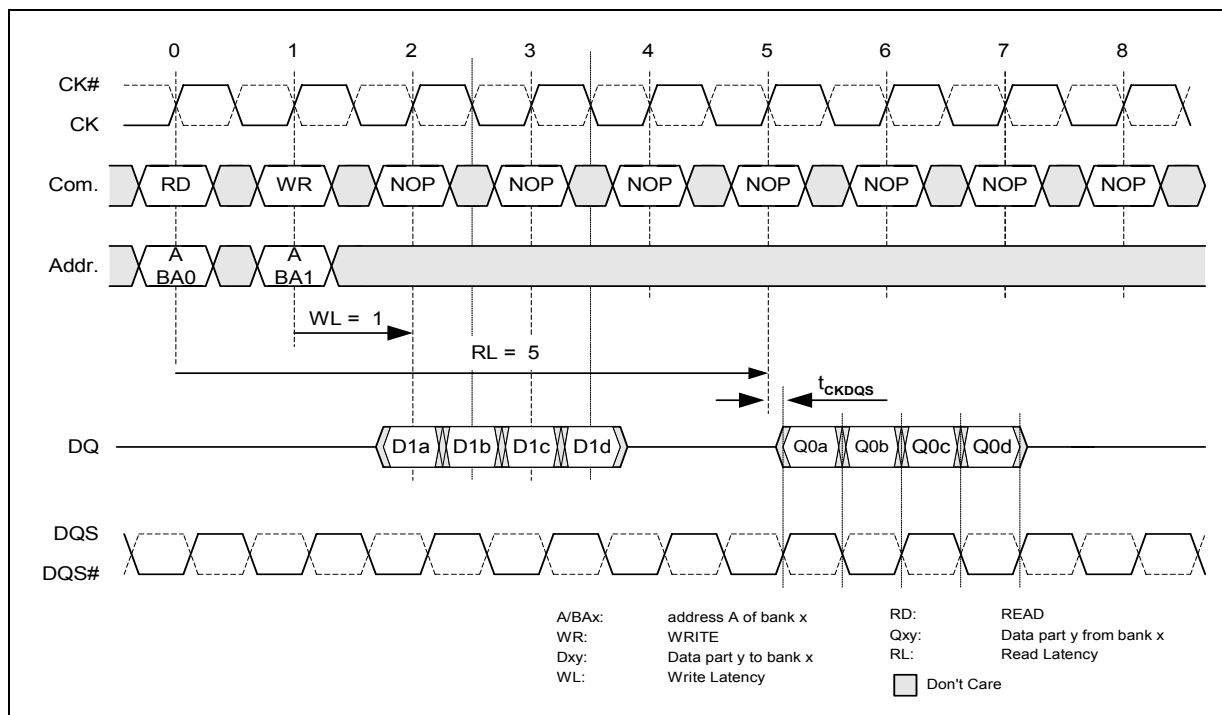 0 1 2 3 4 5 6 7 8
CK#
CK
Com. RD WR NOP NOP NOP NOP NOP NOP NOP
Addr. A BA0 A BA1
WL = 1
RL = 5
tCKDQS
DQ D1a D1b D1c D1d Q0a Q0b Q0c Q0d
DQS
DQS#
A/BAx: address A of bank x RD: READ
WR: WRITE Qxy: Data part y from bank x
Dxy: Data part y to bank x RL: Read Latency
WL: Write Latency Don't Care